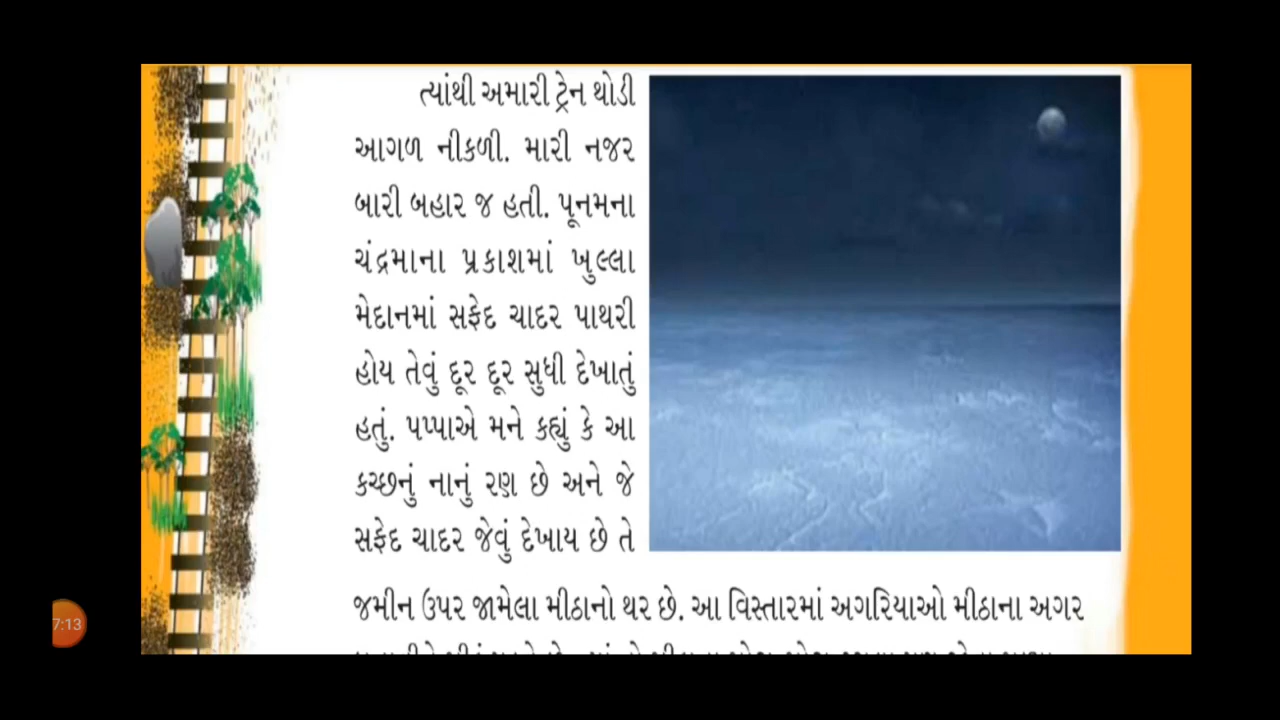 ત્યાંથી અમારી ટ્રેન થોડી
આગળ નીકળી. મારી નજર
બારી બહાર જ હતી. પૂનમના
ચંદ્રમાના પ્રકાશમાં ખુલ્લા
મેદાનમાં સફેદ ચાદર પાથરી
હોય તેવું દૂર દૂર સુધી દેખાતું
હતું. પપ્પાએ મને કહ્યું કે આ
કચ્છનું નાનું રણ છે અને જે
સફેદ ચાદર જેવું દેખાય છે તે
જમીન ઉપર જામેલા મીઠાનો થર છે. આ વિસ્તારમાં અગરિયાઓ મીઠાના અગર
7:13